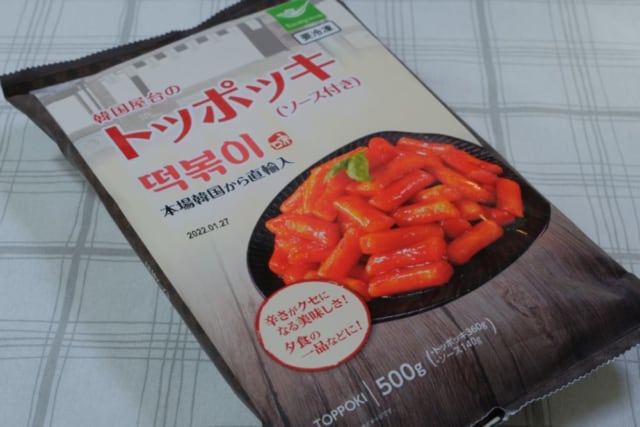 要冷凍
韓国屋台の
トッポッキ
(ソース付き)
떡볶이
本場韓国から直輸入
2022.01.27
辛さがクセに
なる美味しさ!
夕食の
一品などに!
TOPPOKI 500g (トッポッキ360g
ソース140g)